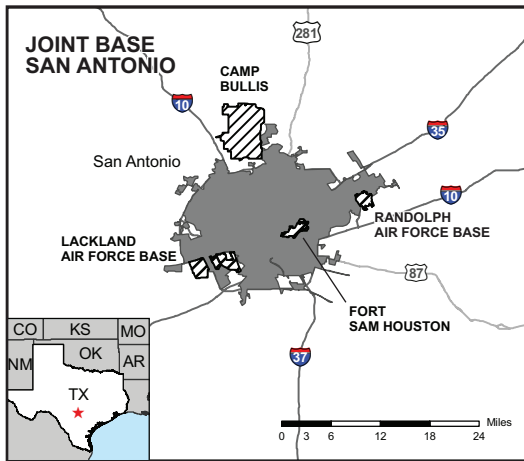 JOINT BASE
SAN ANTONIO
281
CAMP
BULLIS
10
35
San Antonio
10
RANDOLPH
AIR FORCE BASE
LACKLAND
AIR FORCE BASE
87
FORT
SAM HOUSTON
37
CO
KS
MO
NM
OK
AR
TX
Miles
0 3 6 12 18 24